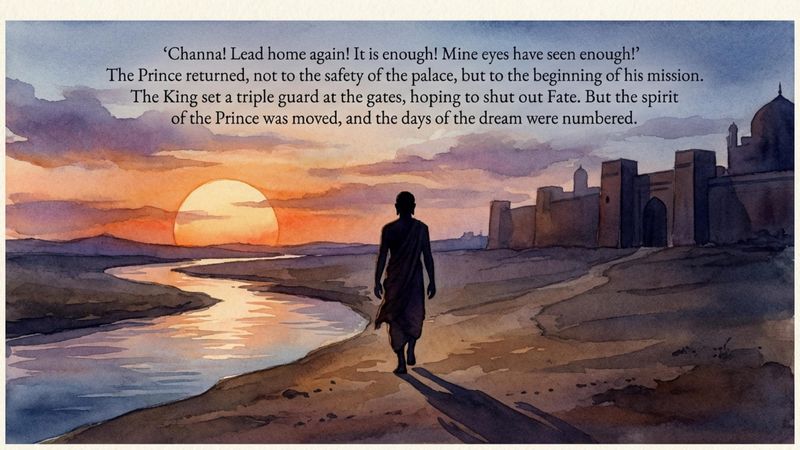 ‘Channa! Lead home again! It is enough! Mine eyes have seen enough!’
The Prince returned, not to the safety of the palace, but to the beginning of his mission.
The King set a triple guard at the gates, hoping to shut out Fate. But the spirit
of the Prince was moved, and the days of the dream were numbered.